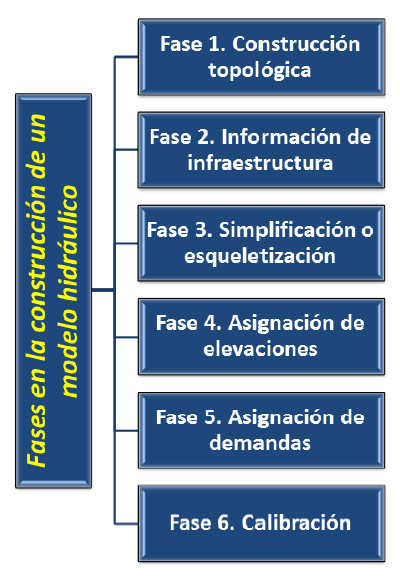 Fases en la construcción de un
modelo hidráulico
Fase 1. Construcción
topológica
Fase 2. Información de
infraestructura
Fase 3. Simplificación o
esqueletización
Fase 4. Asignación de
elevaciones
Fase 5. Asignación de
demandas
Fase 6. Calibración